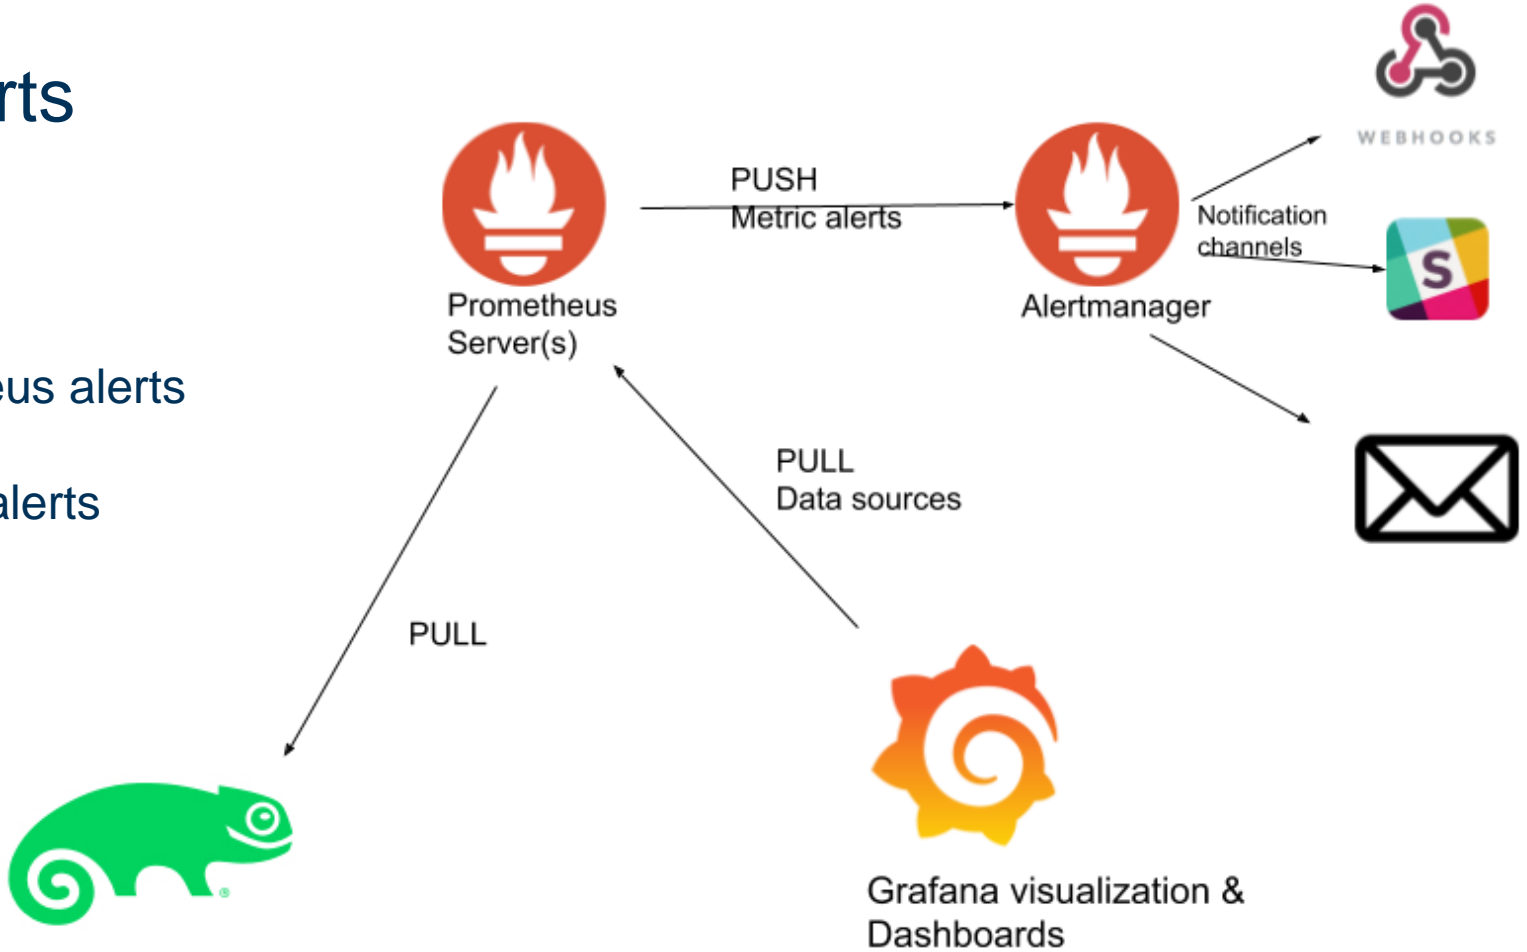 rts
eus alerts
alerts
PUSH
Metric alerts
Prometheus
Server(s)
Alertmanager
WEBHOOKS
Notification
channels
S
PULL
Data sources
PULL
Grafana visualization &
Dashboards